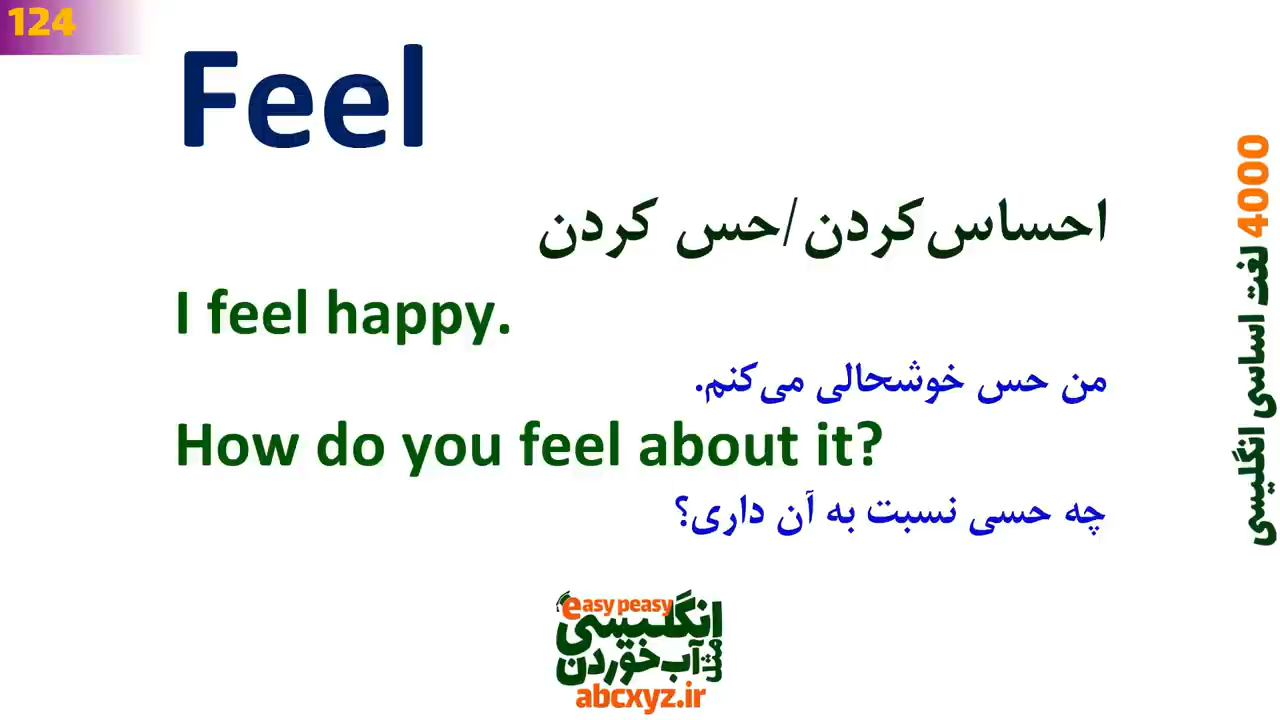 124
Feel
احساس‌کردن/حس کردن
I feel happy.
من حس خوشحالی می‌کنم.
How do you feel about it?
چه حسی نسبت به آن داری؟
4000 لغت اساسی انگلیسی
easy peasy
انگلیسی
مثل آب خوردن
abcxyz.ir